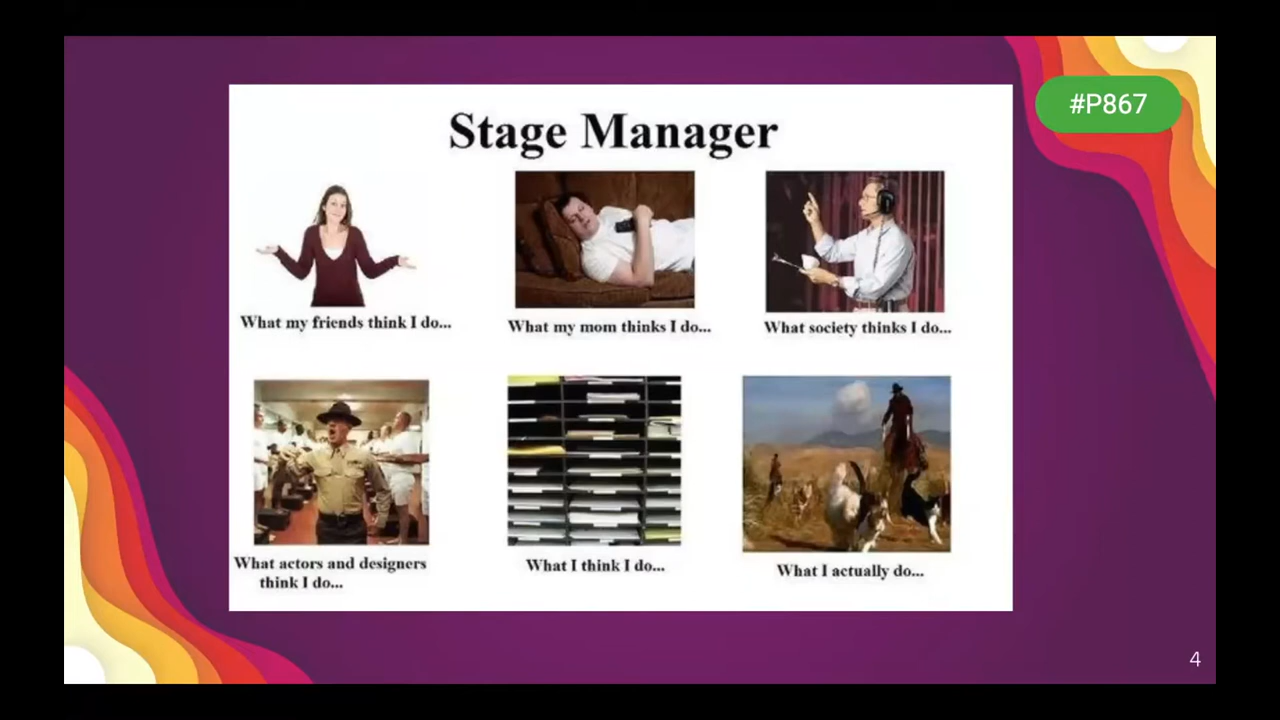 #P867
Stage Manager
What my friends think I do...
What my mom thinks I do...
What society thinks I do...
What actors and designers
think I do...
What I think I do...
What I actually do...
4